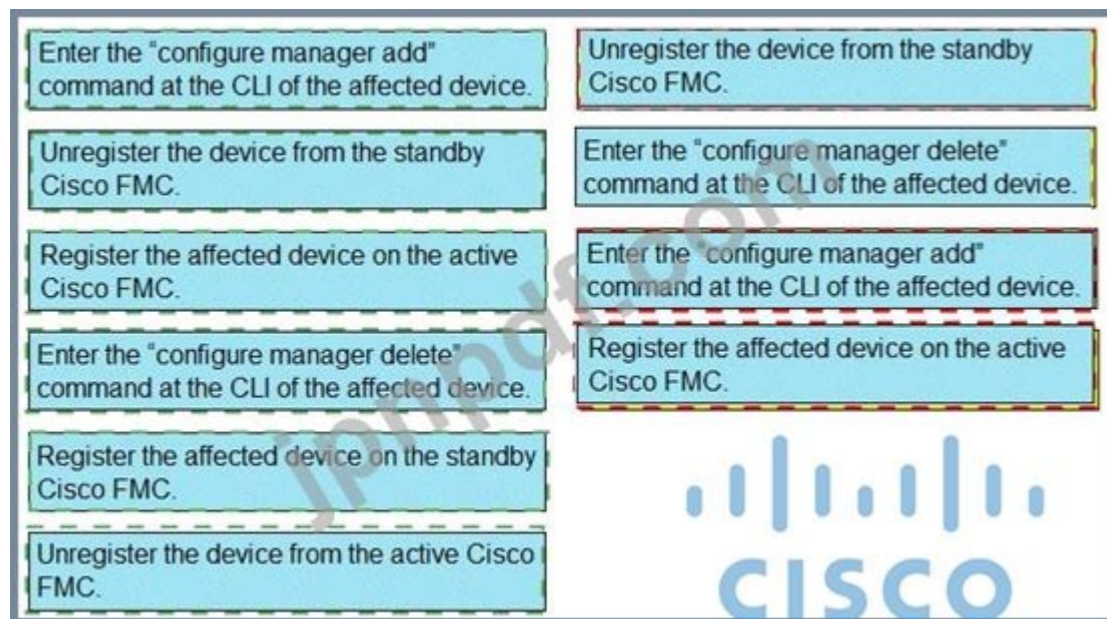 Enter the "configure manager add"
command at the CLI of the affected device.
Unregister the device from the standby
Cisco FMC.
Register the affected device on the active
Cisco FMC.
Enter the "configure manager delete"
command at the CLI of the affected device.
Register the affected device on the standby
Cisco FMC.
Unregister the device from the active Cisco
FMC.
Unregister the device from the standby
Cisco FMC.
Enter the "configure manager delete"
command at the CLI of the affected device.
Enter the "configure manager add"
command at the CLI of the affected device.
Register the affected device on the active
Cisco FMC.
CISCO
jpnpdf.com